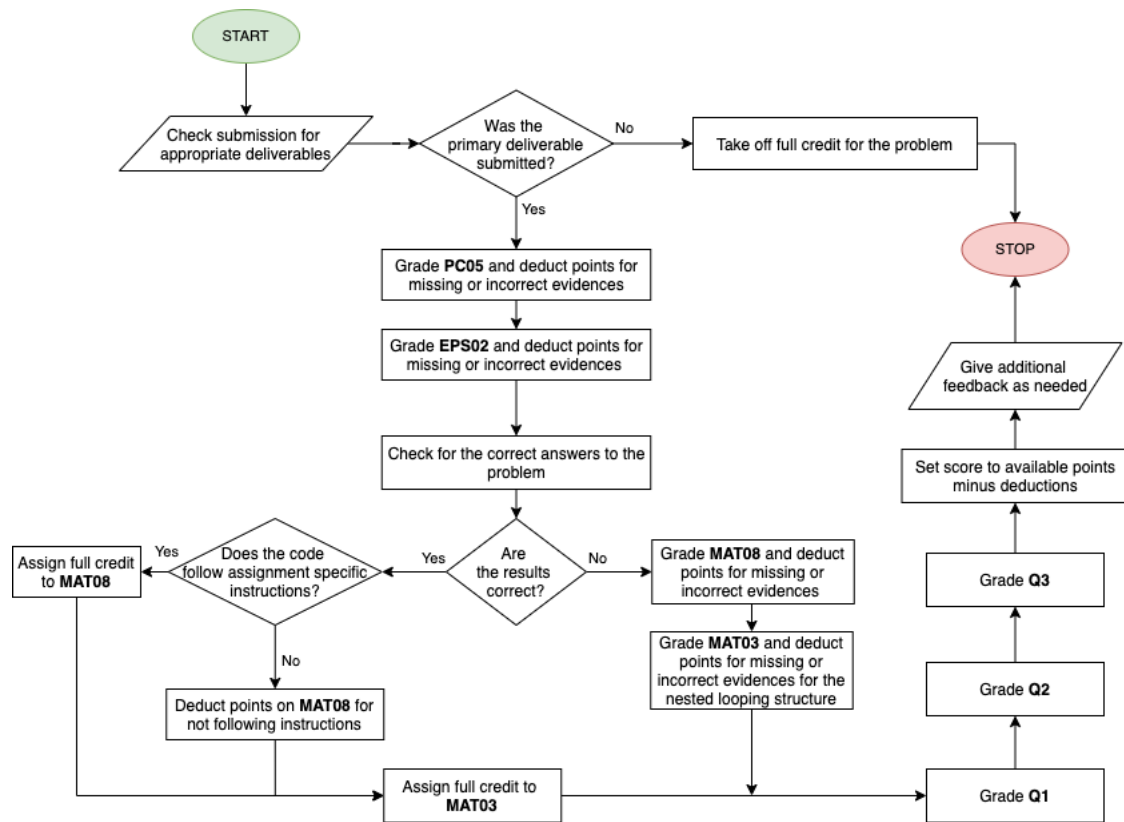 START
Check submission for
appropriate deliverables
Was the
primary deliverable
submitted?
No
Take off full credit for the problem
STOP
Yes
Grade PC05 and deduct points for
missing or incorrect evidences
Grade EPS02 and deduct points for
missing or incorrect evidences
Check for the correct answers to the
problem
Are
the results
correct?
Yes
Does the code
follow assignment specific
instructions?
Yes
Assign full credit
to MAT08
No
Deduct points on MAT08 for
not following instructions
Assign full credit to
MAT03
No
Grade MAT08 and deduct
points for missing or
incorrect evidences
Grade MAT03 and deduct
points for missing or
incorrect evidences for the
nested looping structure
Grade Q1
Grade Q2
Grade Q3
Set score to available points
minus deductions
Give additional
feedback as needed